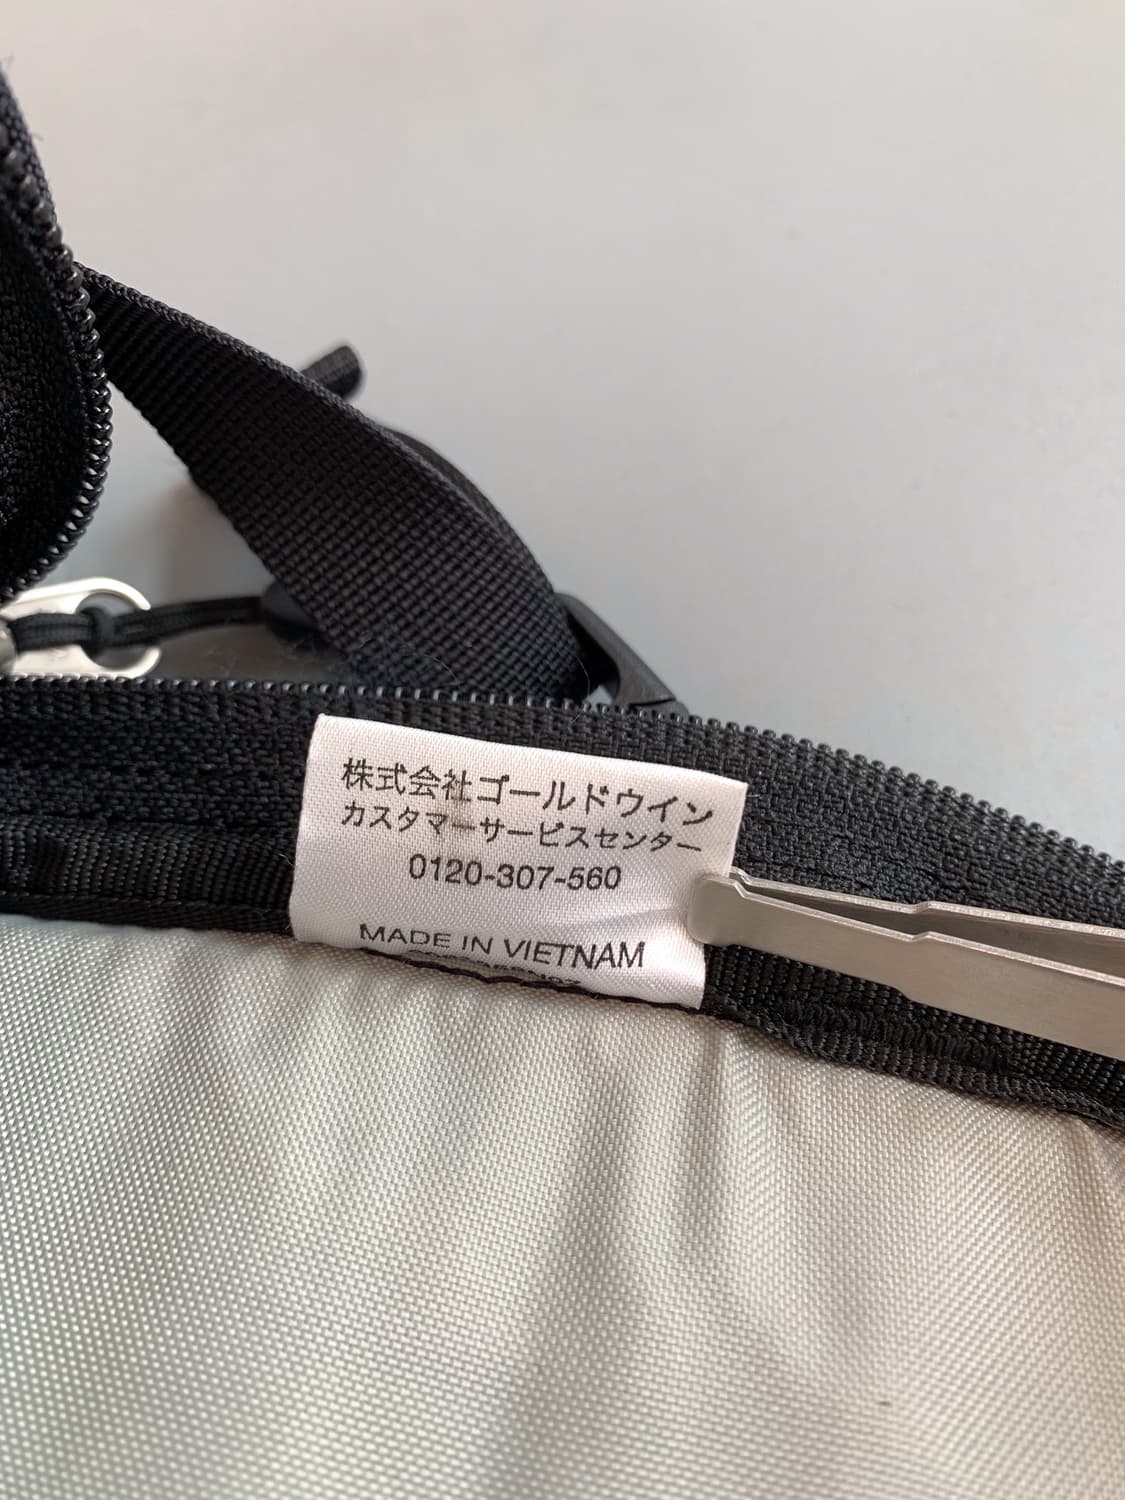 株式会社ゴールドウイン
カスタマーサービスセンター
0120-307-560
MADE IN VIETNAM